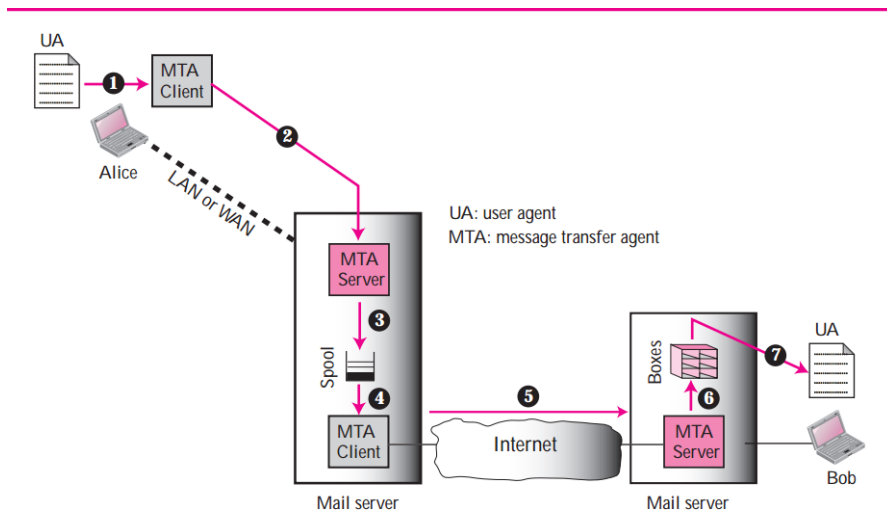 UA
1
MTA
Client
2
Alice
LAN or WAN
UA: user agent
MTA: message transfer agent
MTA
Server
3
Spool
4
MTA
Client
Mail server
5
Internet
Boxes
6
MTA
Server
Mail server
7
UA
Bob